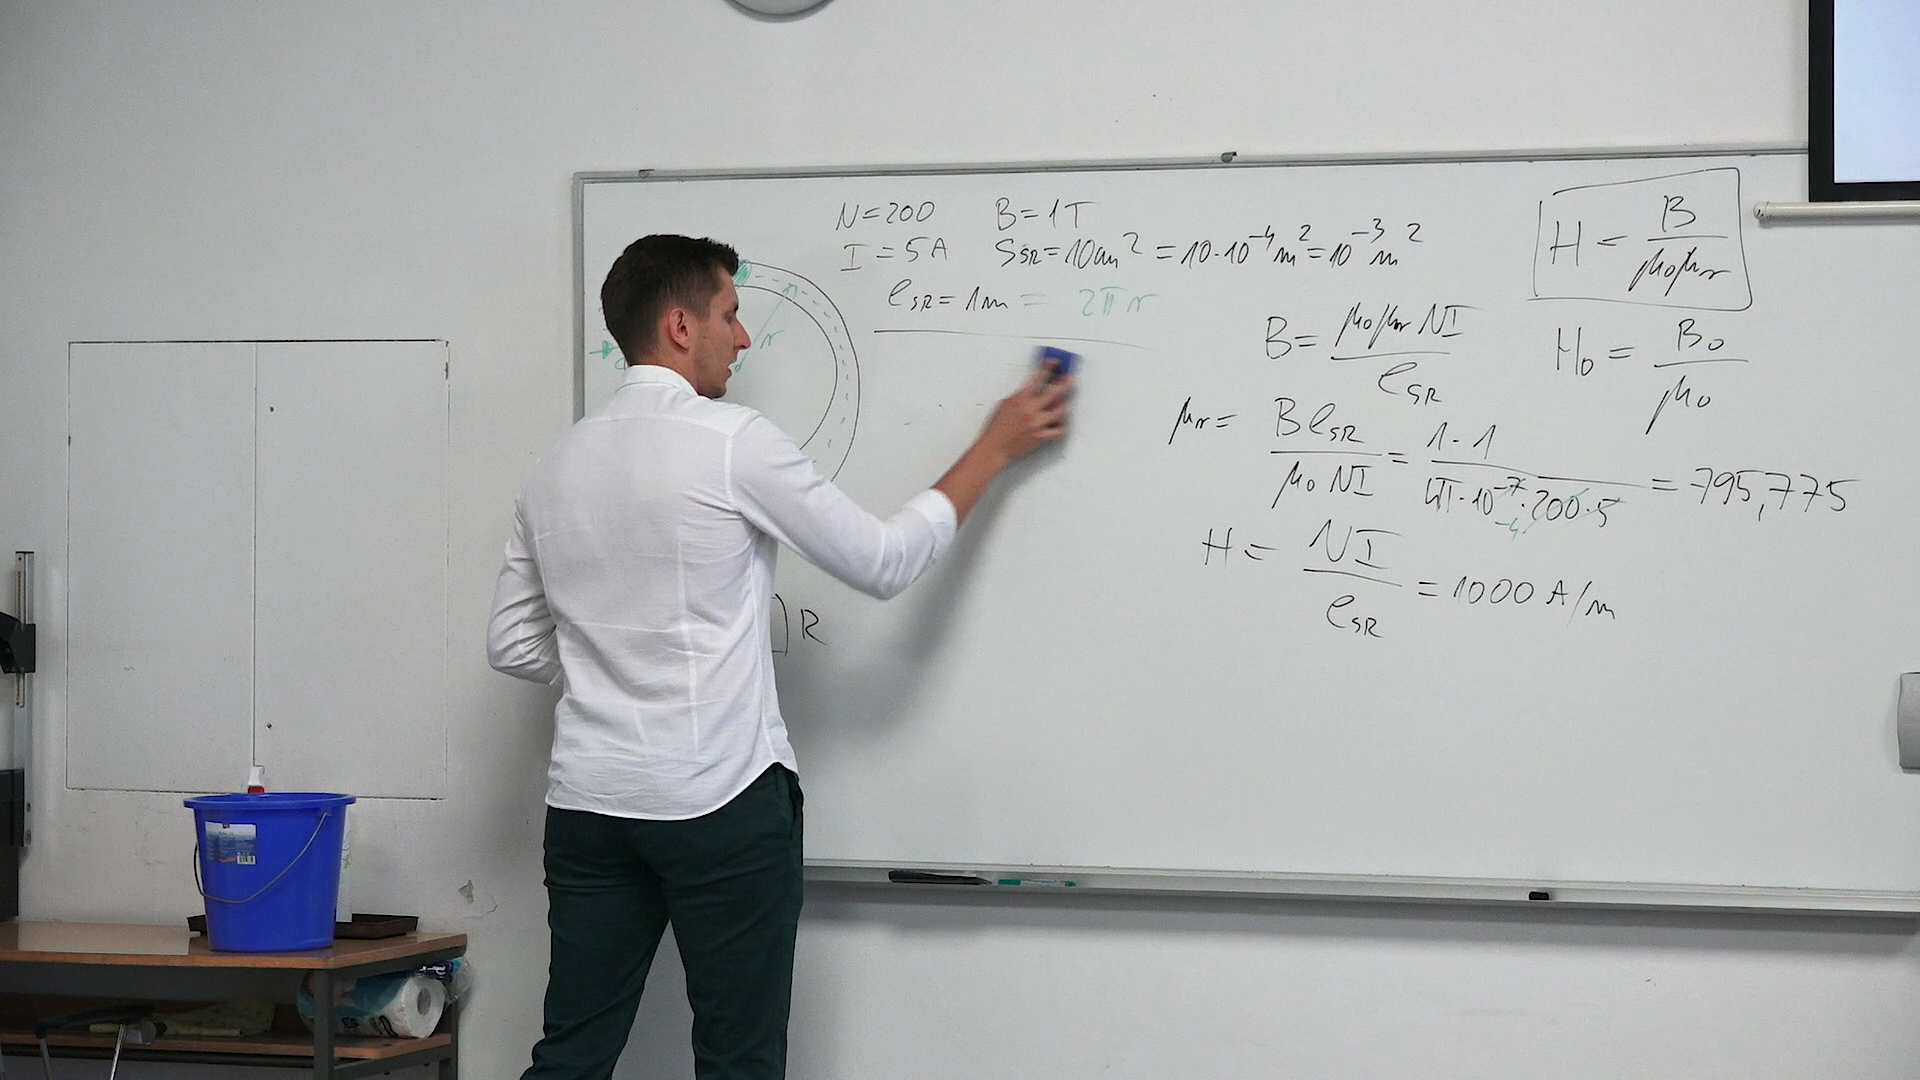 N=200 B=1T
I=5A S_SR=10cm²=10·10⁻⁴m²=10⁻³m²
l_SR=1m = 2πr
r
R
H = B/(μ₀μr)
B = μ₀μr NI/l_SR
H₀ = B₀/μ₀
μr = B l_SR/(μ₀ NI) = 1·1/(4π·10⁻⁷·200·5) = 795,775
-4
H = NI/l_SR = 1000 A/m